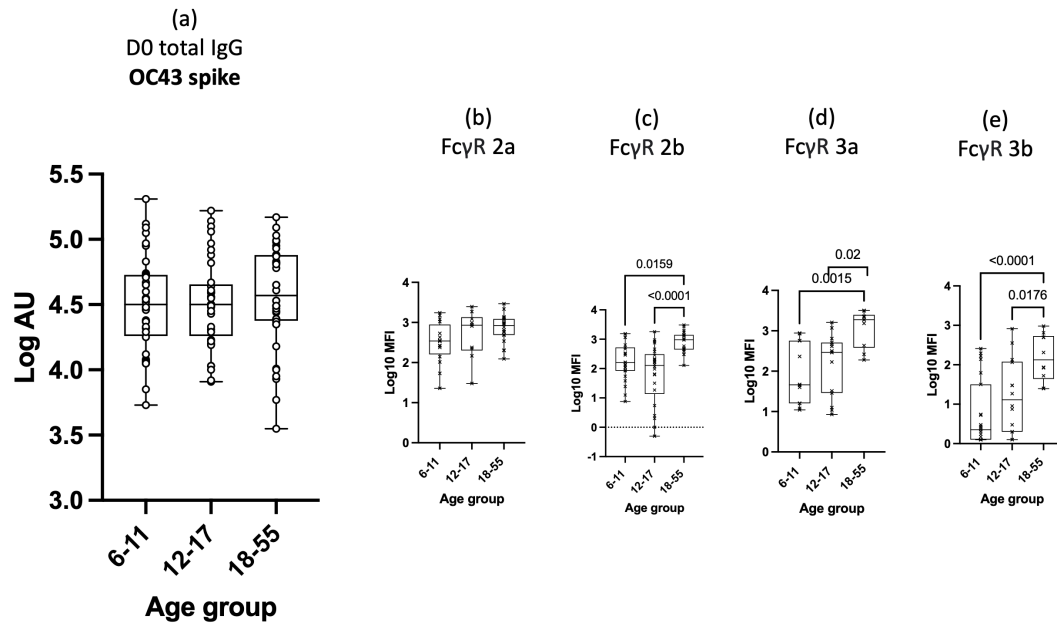 (a)
D0 total IgG
OC43 spike
Log AU
5.5
5.0
4.5
4.0
3.5
3.0
6-11
12-17
18-55
Age group
(b)
FcγR 2a
Log10 MFI
4
3
2
1
0
6-11
12-17
18-55
Age group
(c)
FcγR 2b
0.0159
<0.0001
Log10 MFI
4
3
2
1
0
-1
6-11
12-17
18-55
Age group
(d)
FcγR 3a
0.02
0.0015
Log10 MFI
4
3
2
1
0
6-11
12-17
18-55
Age group
(e)
FcγR 3b
<0.0001
0.0176
Log10 MFI
4
3
2
1
0
6-11
12-17
18-55
Age group